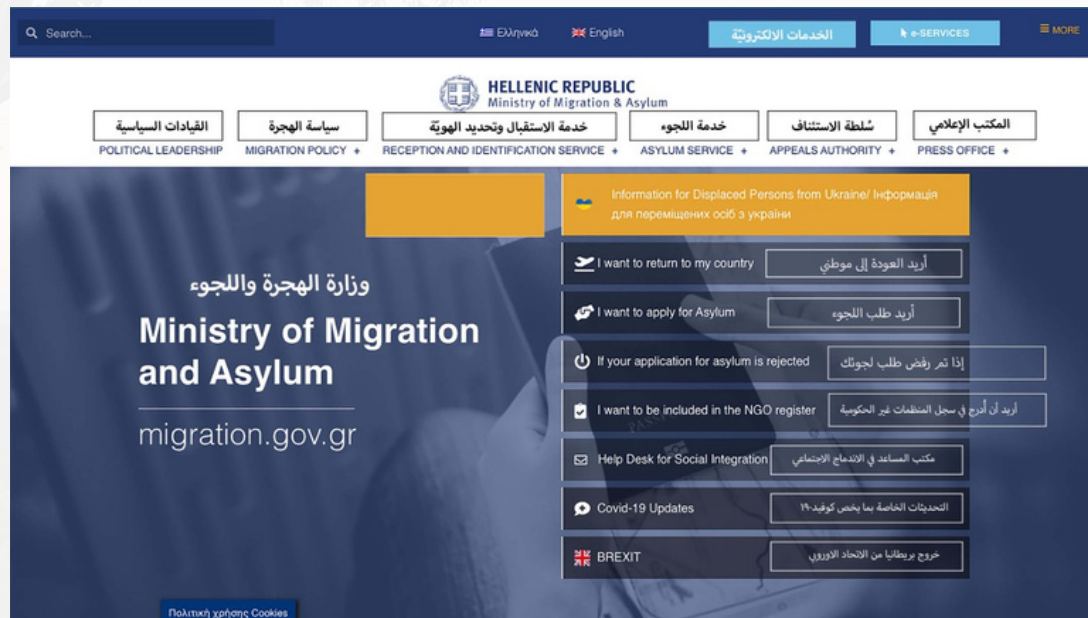 Search...
Ελληνικά
English
الخدمات الالكترونيّة
e-SERVICES
MORE
HELLENIC REPUBLIC
Ministry of Migration & Asylum
القيادات السياسية
سياسة الهجرة
خدمة الاستقبال وتحديد الهويّة
خدمة اللجوء
سُلطة الاستئناف
المكتب الإعلامي
POLITICAL LEADERSHIP
MIGRATION POLICY +
RECEPTION AND IDENTIFICATION SERVICE +
ASYLUM SERVICE +
APPEALS AUTHORITY +
PRESS OFFICE +
Information for Displaced Persons from Ukraine/ Інформація
для переміщених осіб з україни
I want to return to my country
أريد العودة إلى موطني
I want to apply for Asylum
أريد طلب اللجوء
If your application for asylum is rejected
إذا تم رفض طلب لجوئك
I want to be included in the NGO register
أريد أن أُدرج في سجل المنظمات غير الحكومية
Help Desk for Social Integration
مكتب المساعد في الاندماج الاجتماعي
Covid-19 Updates
التحديثات الخاصة بما يخص كوفيد-١٩
BREXIT
خروج بريطانيا من الاتحاد الاوروبي
وزارة الهجرة واللجوء
Ministry of Migration
and Asylum
migration.gov.gr
PASSPORT
Πολιτική χρήσης Cookies